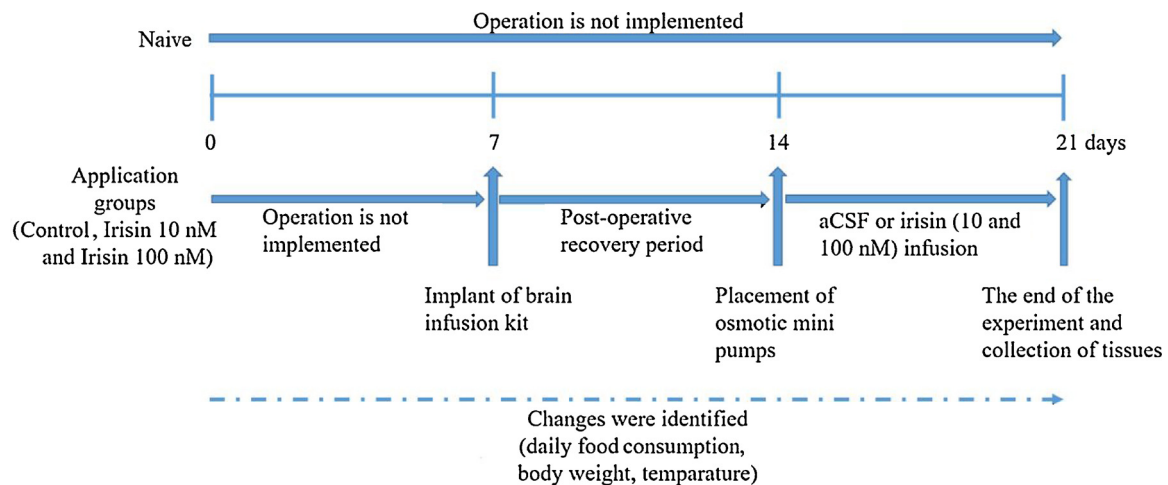 Operation is not implemented
Naive
0
7
14
21 days
Application
groups
(Control, Irisin 10 nM
and Irisin 100 nM)
Operation is not
implemented
Post-operative
recovery period
aCSF or irisin (10 and
100 nM) infusion
Implant of brain
infusion kit
Placement of
osmotic mini
pumps
The end of the
experiment and
collection of tissues
Changes were identified
(daily food consumption,
body weight, temparature)